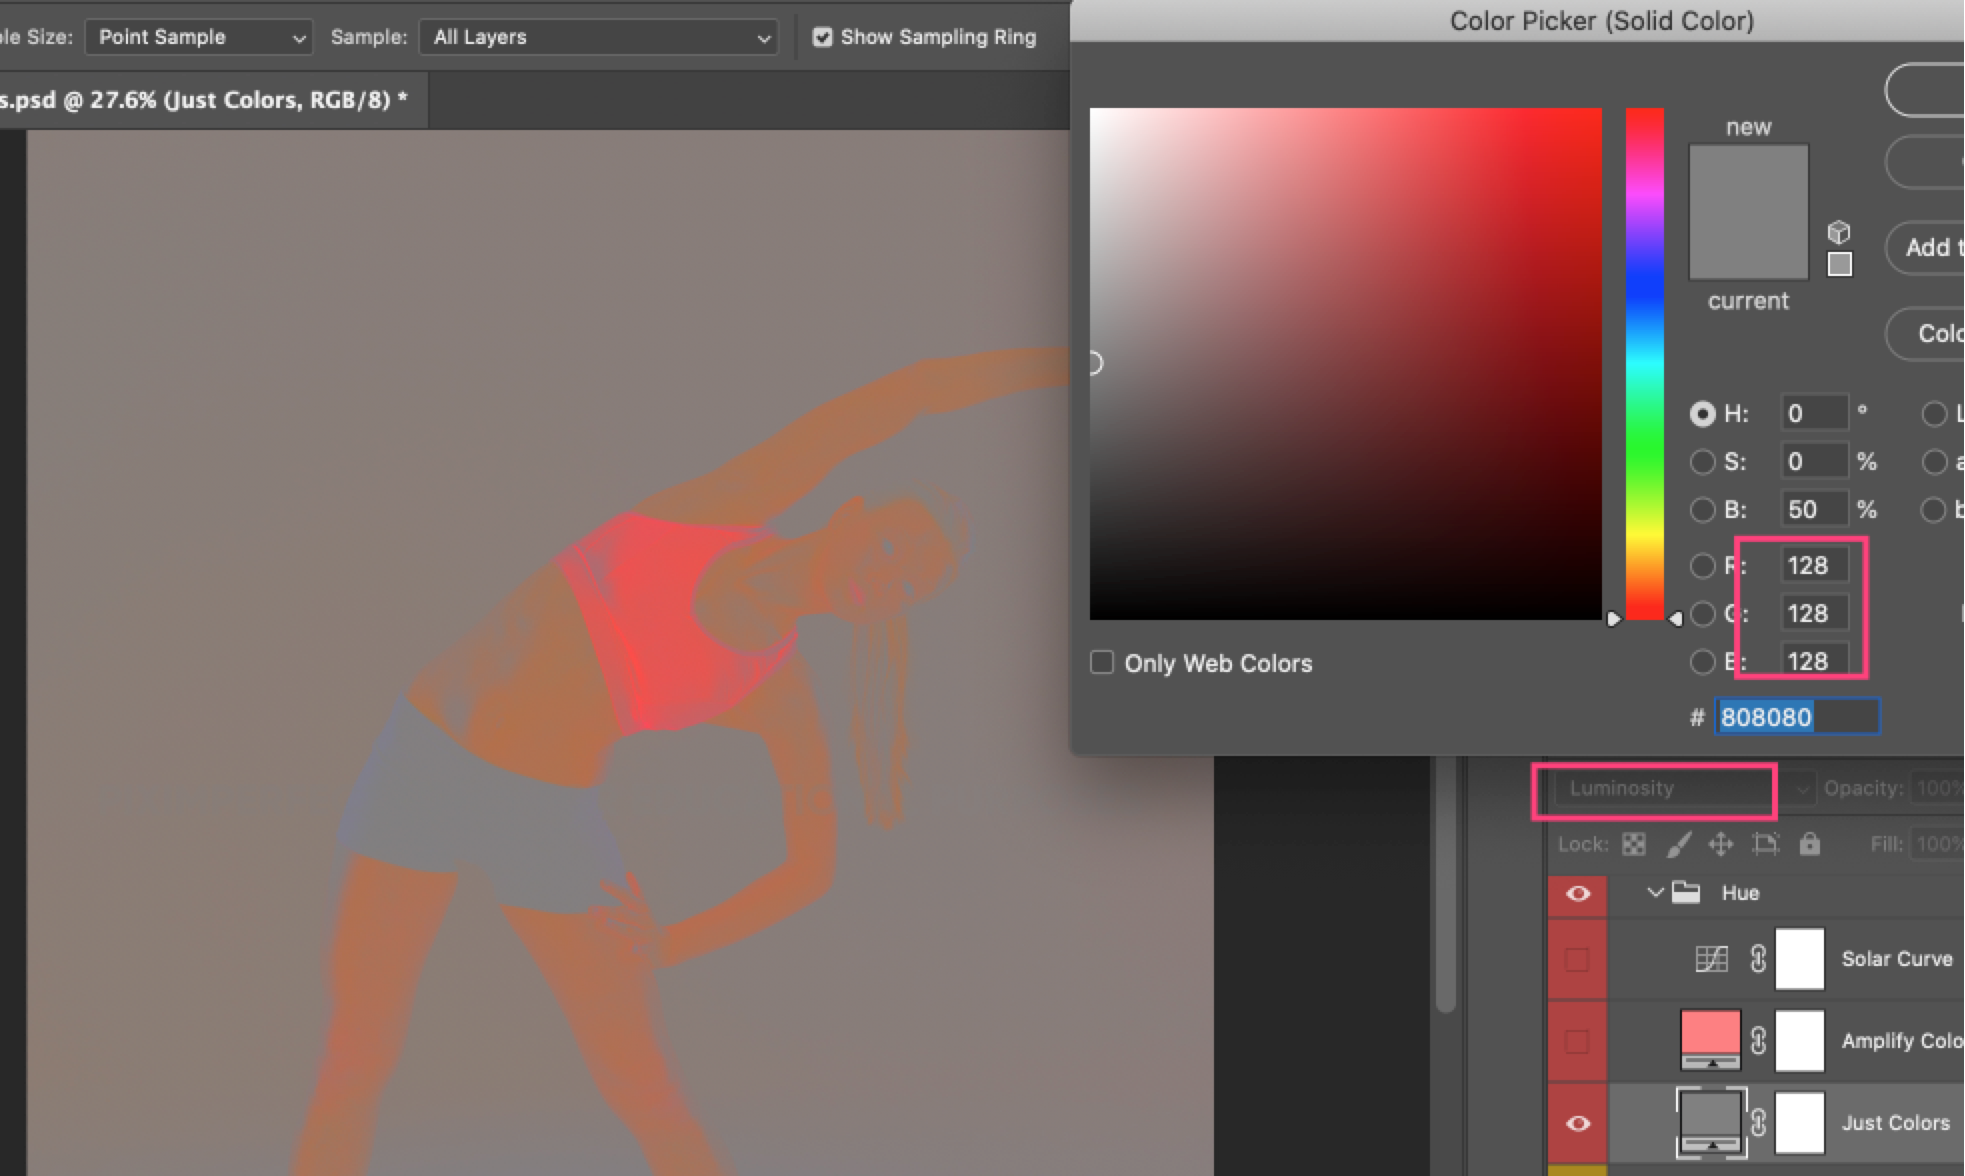 le Size: Point Sample Sample: All Layers Show Sampling Ring
s.psd @ 27.6% (Just Colors, RGB/8) *
Color Picker (Solid Color)
new
current
Add t
Colo
H: 0 °
S: 0 %
B: 50 %
R: 128
G: 128
B: 128
# 808080
L
a
b
Only Web Colors
Luminosity Opacity: 100%
Lock: Fill: 100%
Hue
Solar Curve
Amplify Colo
Just Colors